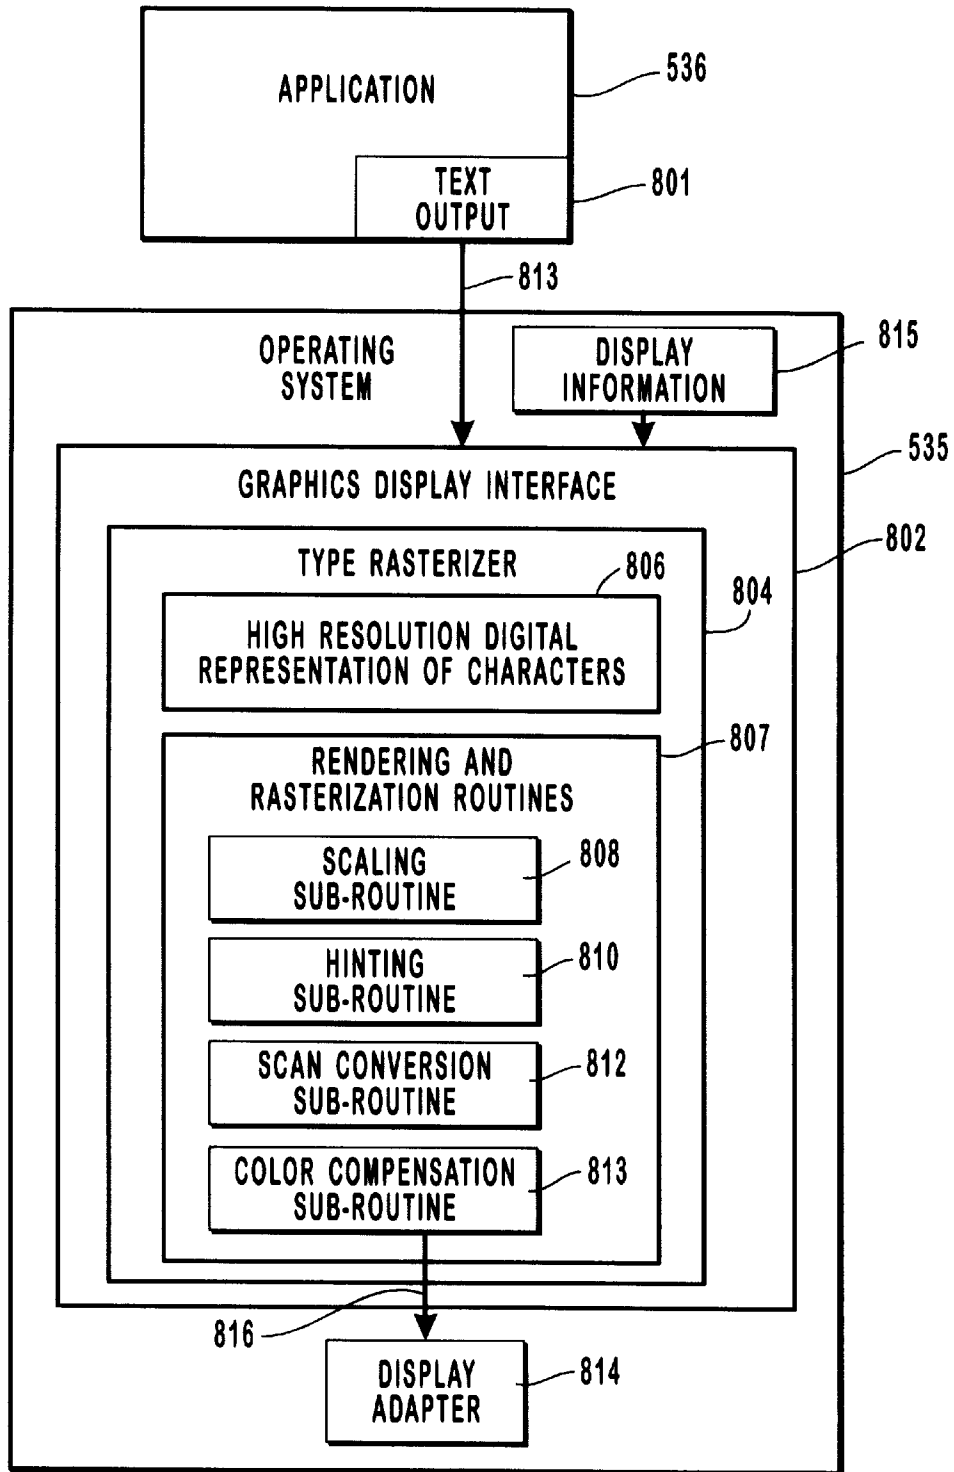 APPLICATION
536
TEXT
OUTPUT
801
813
OPERATING
SYSTEM
DISPLAY
INFORMATION
815
535
GRAPHICS DISPLAY INTERFACE
802
TYPE RASTERIZER
806
804
HIGH RESOLUTION DIGITAL
REPRESENTATION OF CHARACTERS
807
RENDERING AND
RASTERIZATION ROUTINES
SCALING
SUB-ROUTINE
808
HINTING
SUB-ROUTINE
810
SCAN CONVERSION
SUB-ROUTINE
812
COLOR COMPENSATION
SUB-ROUTINE
813
816
DISPLAY
ADAPTER
814